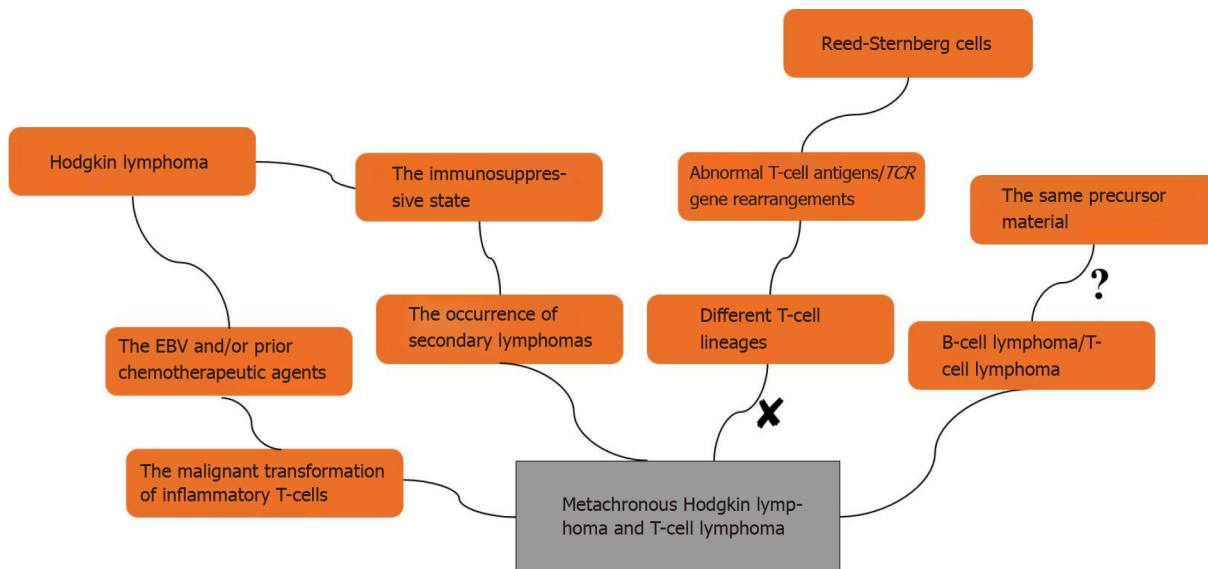 Reed-Sternberg cells
Hodgkin lymphoma
The immunosuppres-
sive state
Abnormal T-cell antigens/TCR
gene rearrangements
The same precursor
material
?
The occurrence of
secondary lymphomas
Different T-cell
lineages
The EBV and/or prior
chemotherapeutic agents
B-cell lymphoma/T-
cell lymphoma
✘
The malignant transformation
of inflammatory T-cells
Metachronous Hodgkin lymp-
homa and T-cell lymphoma